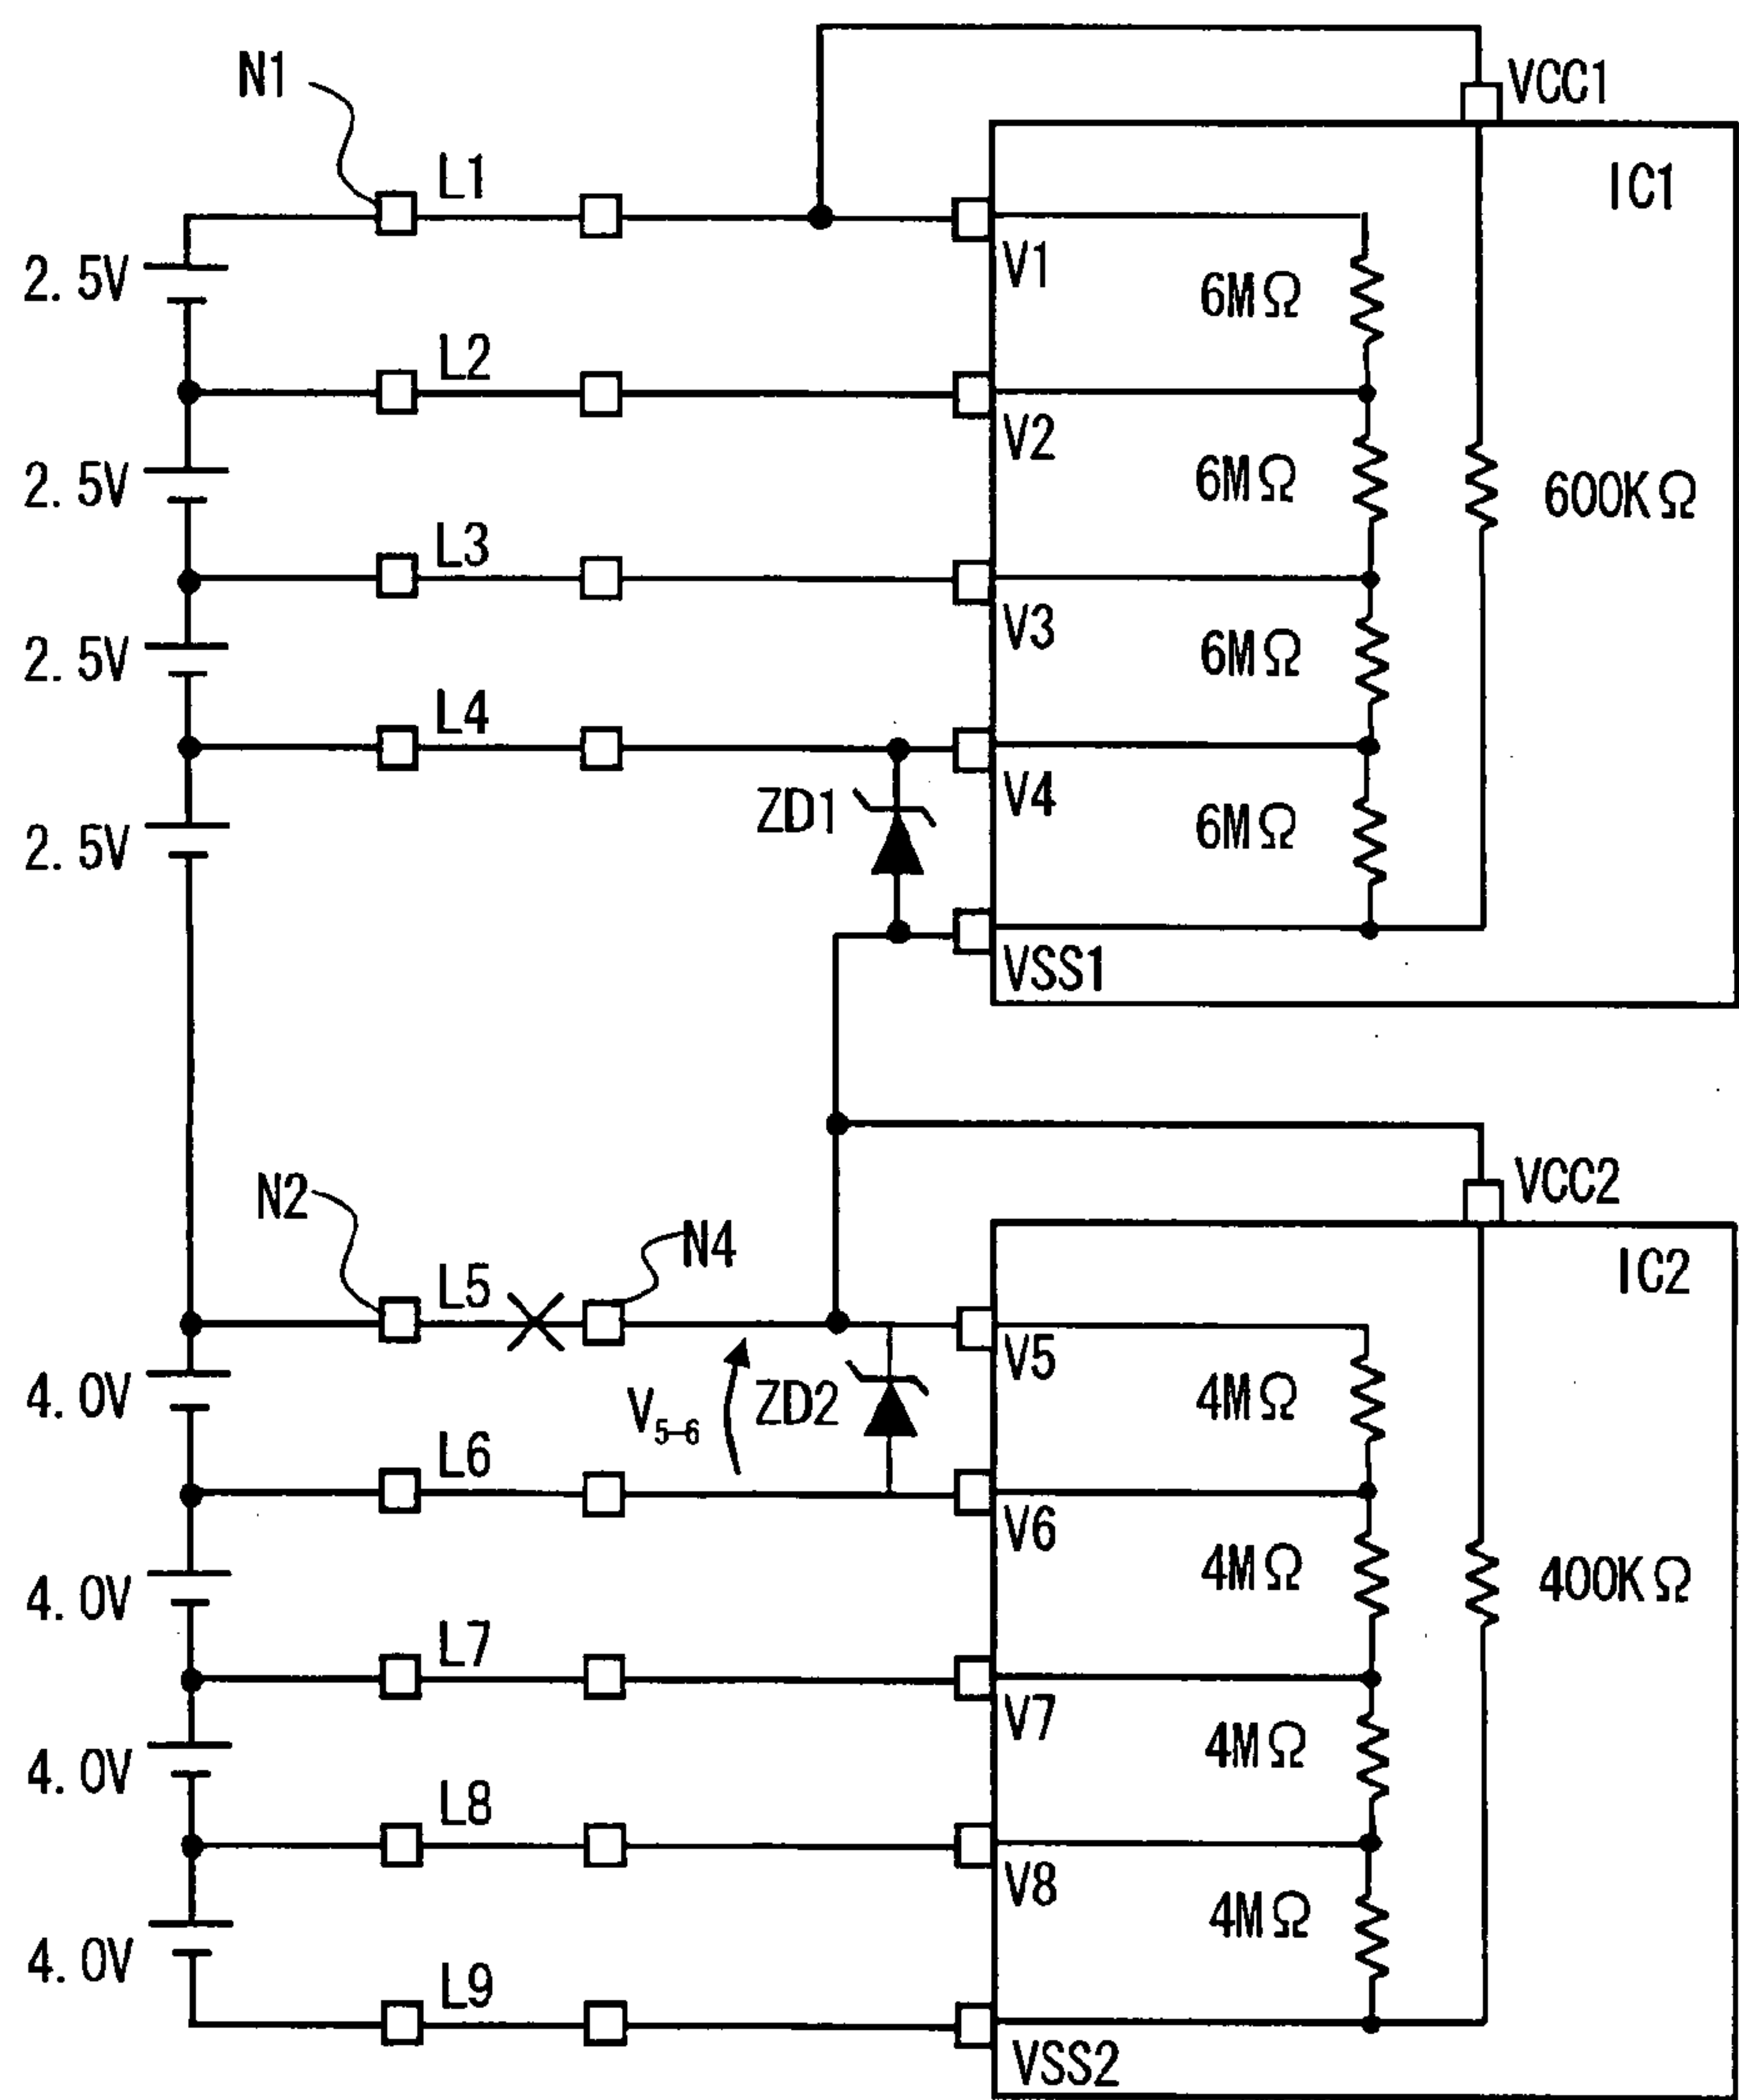 N1
L1
VCC1
IC1
2.5V
V1
6MΩ
L2
2.5V
V2
6MΩ
600KΩ
L3
2.5V
V3
6MΩ
L4
2.5V
ZD1
V4
6MΩ
VSS1
N2
N4
VCC2
L5
IC2
4.0V
V5-6
ZD2
V5
4MΩ
L6
4.0V
V6
4MΩ
400KΩ
L7
4.0V
V7
4MΩ
L8
4.0V
V8
4MΩ
L9
VSS2